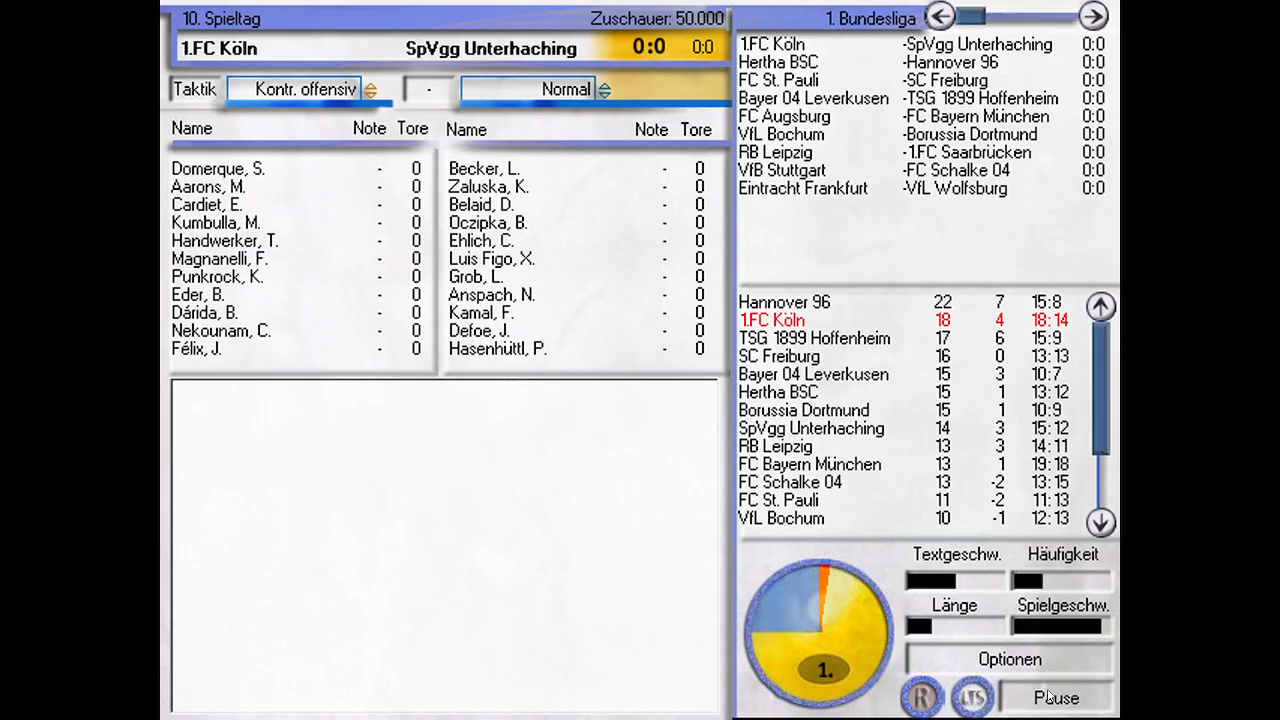 10. Spieltag Zuschauer: 50.000
1.FC Köln SpVgg Unterhaching 0:0 0:0
Taktik Kontr. offensiv - Normal
Name Note Tore Name Note Tore
Domerque, S. - 0 Becker, L. - 0
Aarons, M. - 0 Zaluska, K. - 0
Cardiet, E. - 0 Belaid, D. - 0
Kumbulla, M. - 0 Oczipka, B. - 0
Handwerker, T. - 0 Ehlich, C. - 0
Magnanelli, F. - 0 Luis Figo, X. - 0
Punkrock, K. - 0 Grob, L. - 0
Eder, B. - 0 Anspach, N. - 0
Dárida, B. - 0 Kamal, F. - 0
Nekounam, C. - 0 Defoe, J. - 0
Félix, J. - 0 Hasenhüttl, P. - 0
1. Bundesliga
1.FC Köln -SpVgg Unterhaching 0:0
Hertha BSC -Hannover 96 0:0
FC St. Pauli -SC Freiburg 0:0
Bayer 04 Leverkusen -TSG 1899 Hoffenheim 0:0
FC Augsburg -FC Bayern München 0:0
VfL Bochum -Borussia Dortmund 0:0
RB Leipzig -1.FC Saarbrücken 0:0
VfB Stuttgart -FC Schalke 04 0:0
Eintracht Frankfurt -VfL Wolfsburg 0:0
Hannover 96 22 7 15:8
1.FC Köln 18 4 18:14
TSG 1899 Hoffenheim 17 6 15:9
SC Freiburg 16 0 13:13
Bayer 04 Leverkusen 15 3 10:7
Hertha BSC 15 1 13:12
Borussia Dortmund 15 1 10:9
SpVgg Unterhaching 14 3 15:12
RB Leipzig 13 3 14:11
FC Bayern München 13 1 19:18
FC Schalke 04 13 -2 13:15
FC St. Pauli 11 -2 11:13
VfL Bochum 10 -1 12:13
Textgeschw. Häufigkeit
Länge Spielgeschw.
Optionen
1.
R LTS Pause